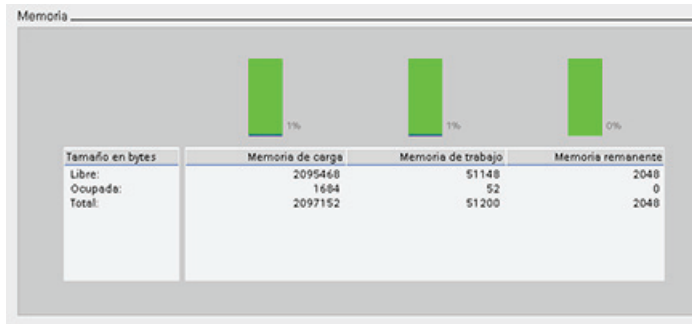 Memoria
1% 1% 0%
Tamaño en bytes Memoria de carga Memoria de trabajo Memoria remanente
Libre: 2095468 51148 2048
Ocupada: 1684 52 0
Total: 2097152 51200 2048